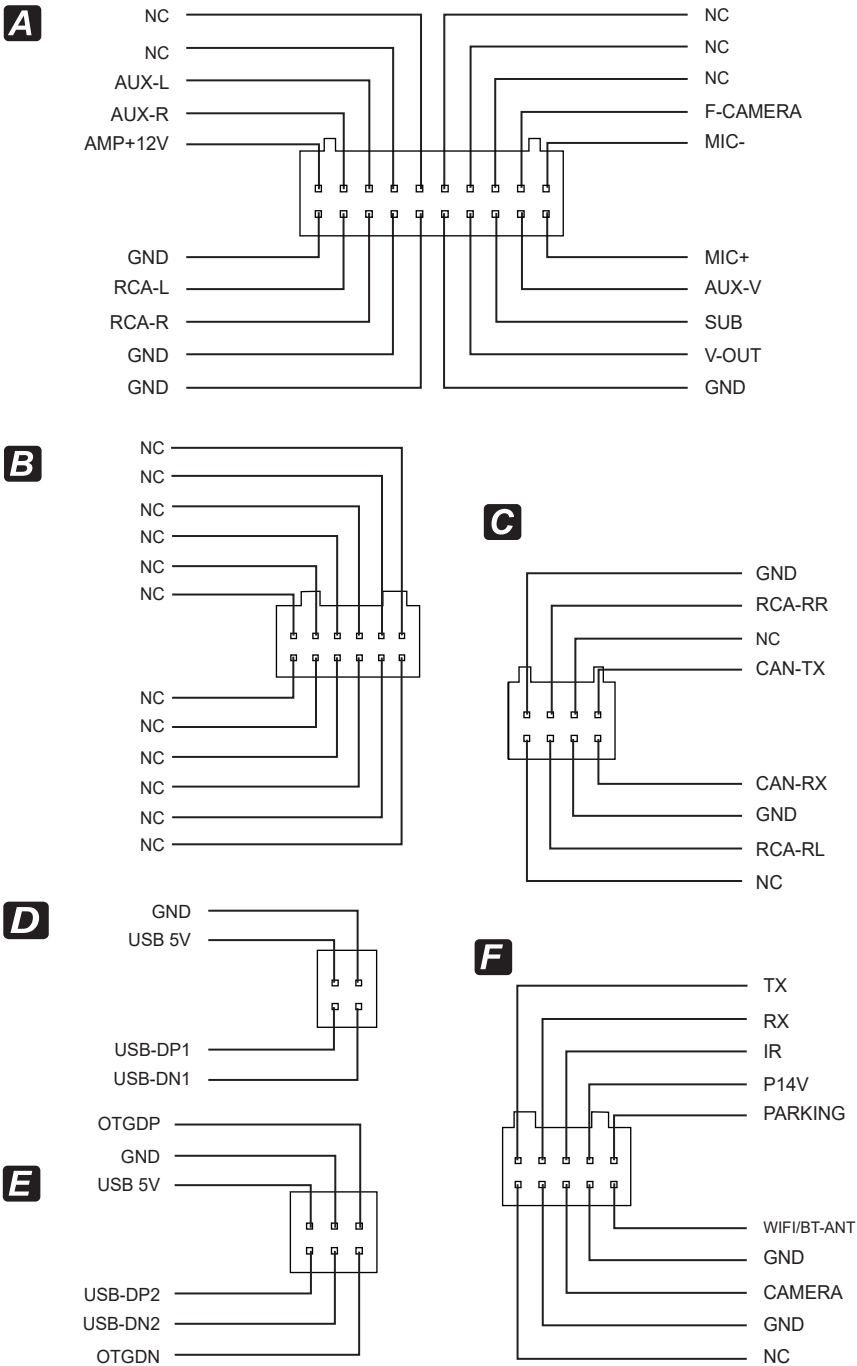 A
NC
NC
AUX-L
AUX-R
AMP+12V
NC
NC
NC
F-CAMERA
MIC-
GND
RCA-L
RCA-R
GND
GND
MIC+
AUX-V
SUB
V-OUT
GND
B
NC
NC
NC
NC
NC
NC
NC
NC
NC
NC
NC
NC
C
GND
RCA-RR
NC
CAN-TX
CAN-RX
GND
RCA-RL
NC
D
GND
USB 5V
USB-DP1
USB-DN1
E
OTGDP
GND
USB 5V
USB-DP2
USB-DN2
OTGDN
F
TX
RX
IR
P14V
PARKING
WIFI/BT-ANT
GND
CAMERA
GND
NC